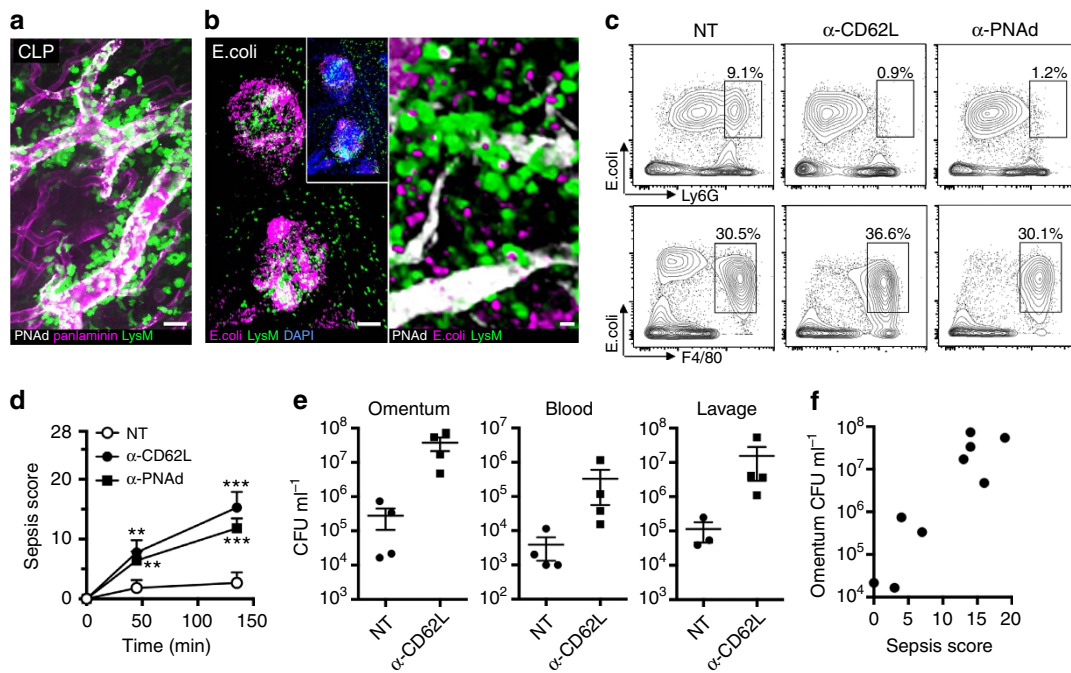 a
CLP
PNAd panlaminin LysM
b
E.coli
E.coli LysM DAPI
PNAd E.coli LysM
c
NT
α-CD62L
α-PNAd
9.1%
0.9%
1.2%
E.coli
Ly6G
30.5%
36.6%
30.1%
E.coli
F4/80
d
28
20
10
0
Sepsis score
NT
α-CD62L
α-PNAd
**
**
***
***
0 50 100 150
Time (min)
e
Omentum
CFU ml⁻¹
10⁸
10⁷
10⁶
10⁵
10⁴
10³
NT
α-CD62L
Blood
10⁷
10⁶
10⁵
10⁴
10³
10²
NT
α-CD62L
Lavage
10⁸
10⁷
10⁶
10⁵
10⁴
10³
NT
α-CD62L
f
Omentum CFU ml⁻¹
10⁸
10⁷
10⁶
10⁵
10⁴
0 5 10 15 20
Sepsis score